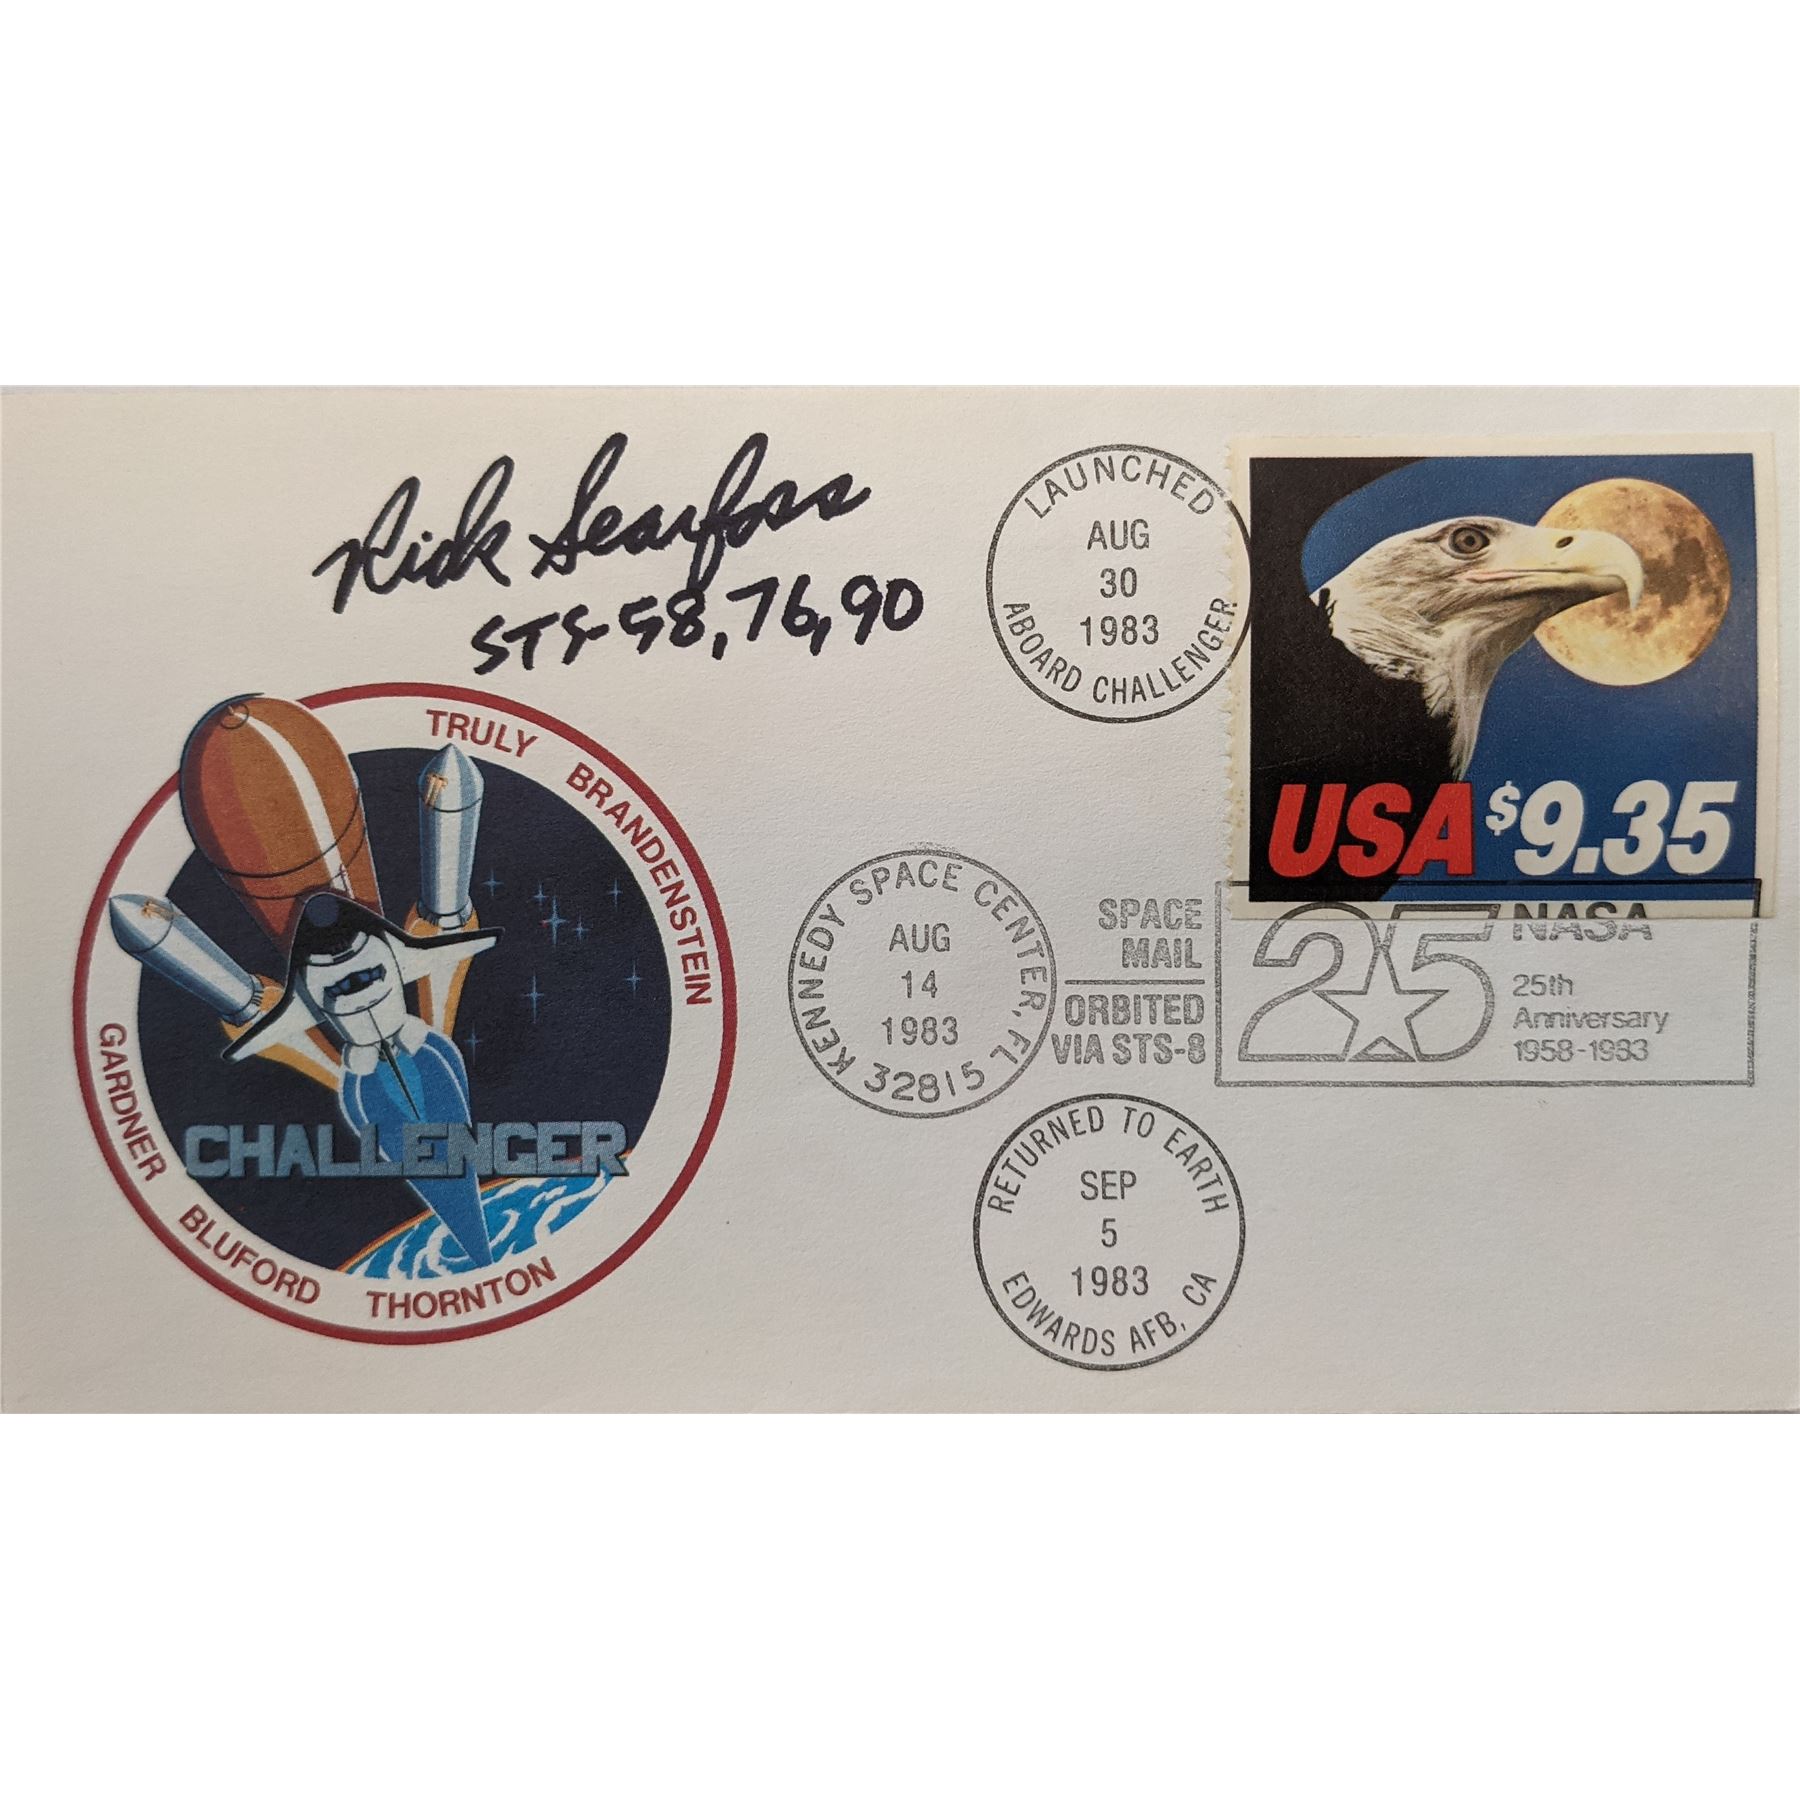 Rick Searfoss
STS-58, 76, 90
LAUNCHED
AUG
30
1983
ABOARD CHALLENGER
USA $9.35
TRULY BRANDENSTEIN
CHALLENGER
GARDNER BLUFORD THORNTON
KENNEDY SPACE CENTER, FL
AUG
14
1983
32815
SPACE
MAIL
ORBITED
VIA STS-8
25 NASA
25th
Anniversary
1958-1983
RETURNED TO EARTH
SEP
5
1983
EDWARDS AFB, CA